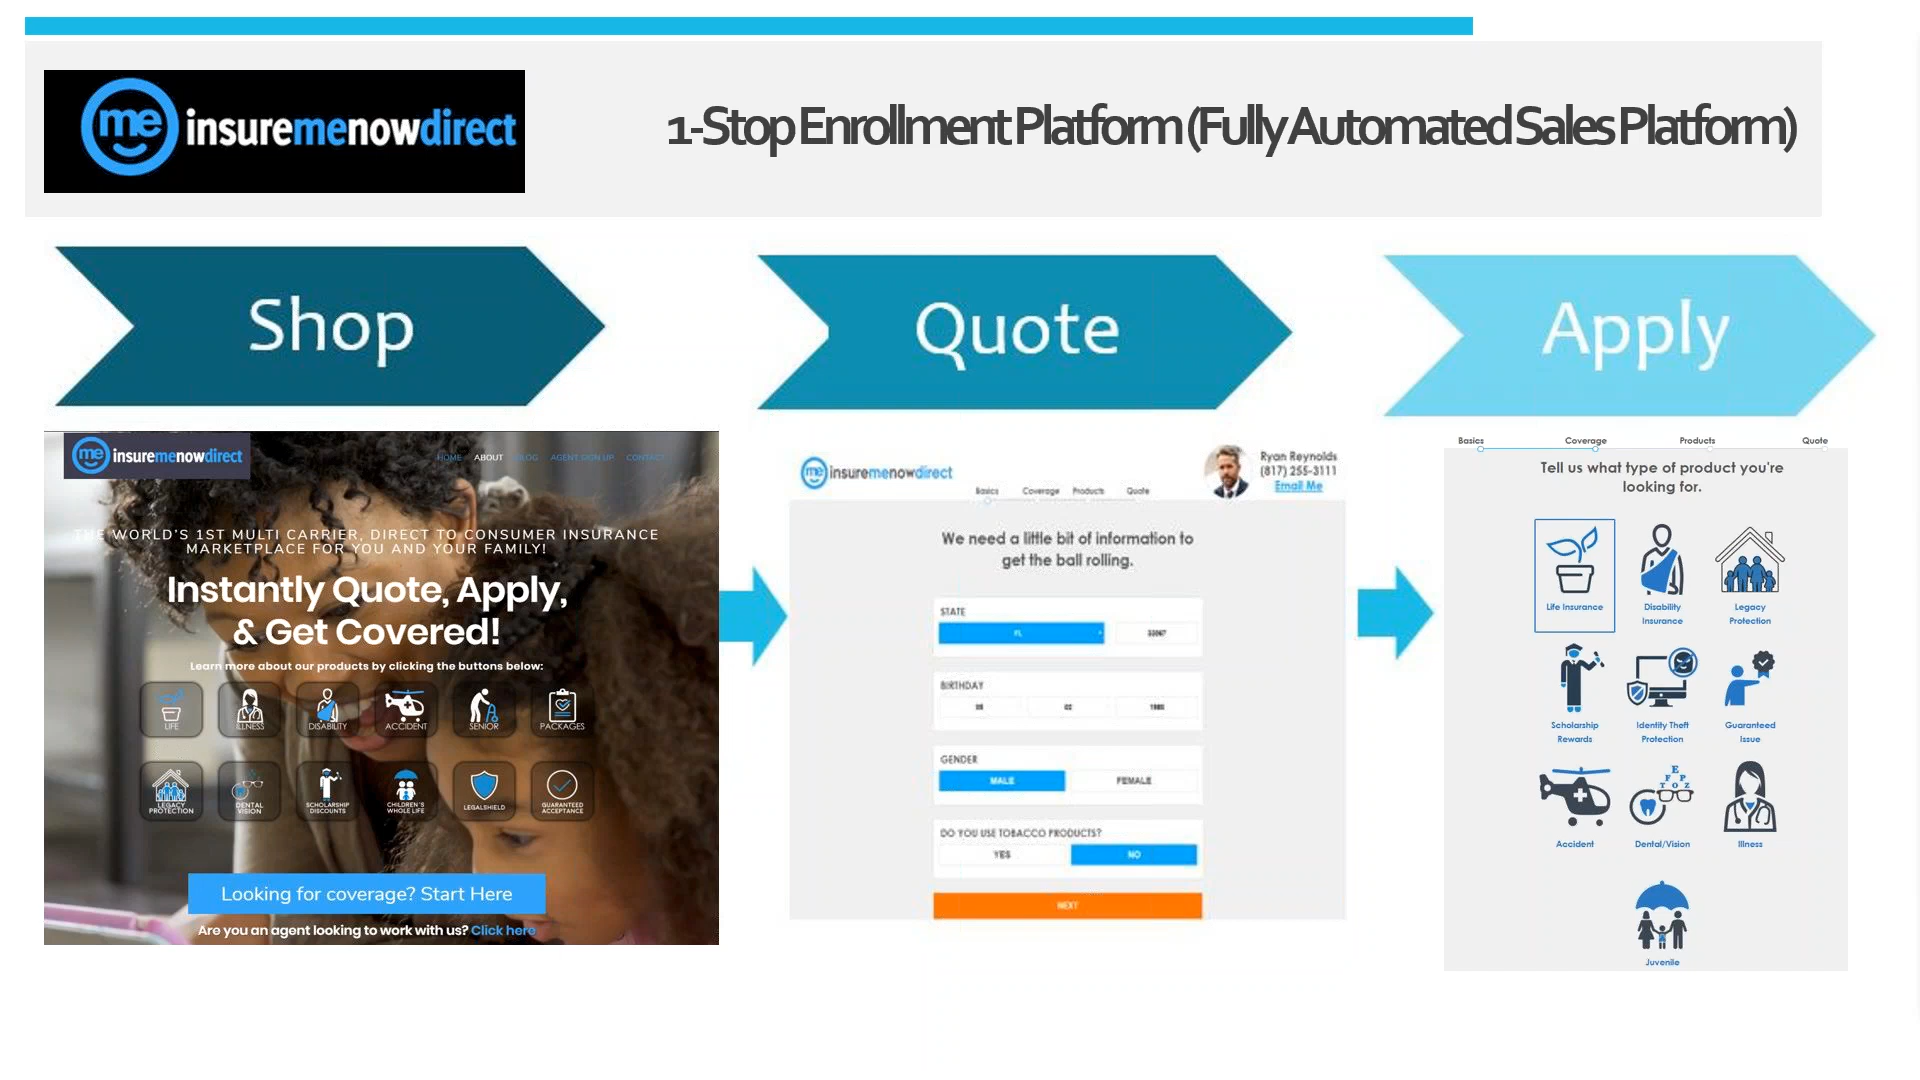 me insuremenowdirect
1-Stop Enrollment Platform (Fully Automated Sales Platform)
Shop
Quote
Apply
me insuremenowdirect
HOME ABOUT BLOG AGENT SIGN UP CONTACT
THE WORLD'S 1ST MULTI CARRIER, DIRECT TO CONSUMER INSURANCE
MARKETPLACE FOR YOU AND YOUR FAMILY!
Instantly Quote, Apply,
& Get Covered!
Learn more about our products by clicking the buttons below:
LIFE ILLNESS DISABILITY ACCIDENT SENIOR PACKAGES
LEGACY PROTECTION
DENTAL VISION
SCHOLARSHIP DISCOUNTS
CHILDREN'S WHOLE LIFE
LEGALSHIELD
GUARANTEED ACCEPTANCE
Looking for coverage? Start Here
Are you an agent looking to work with us? Click here
me insuremenowdirect
Ryan Reynolds
(817) 255-3111
Email Me
Basics Coverage Products Quote
We need a little bit of information to
get the ball rolling.
STATE
FL
BIRTHDAY
02
GENDER
MALE FEMALE
DO YOU USE TOBACCO PRODUCTS?
YES NO
NEXT
Basics Coverage Products Quote
Tell us what type of product you're
looking for.
Life Insurance
Disability
Insurance
Legacy
Protection
Scholarship
Rewards
Identity Theft
Protection
Guaranteed
Issue
E
F P
T O Z
Accident Dental/Vision Illness
Juvenile